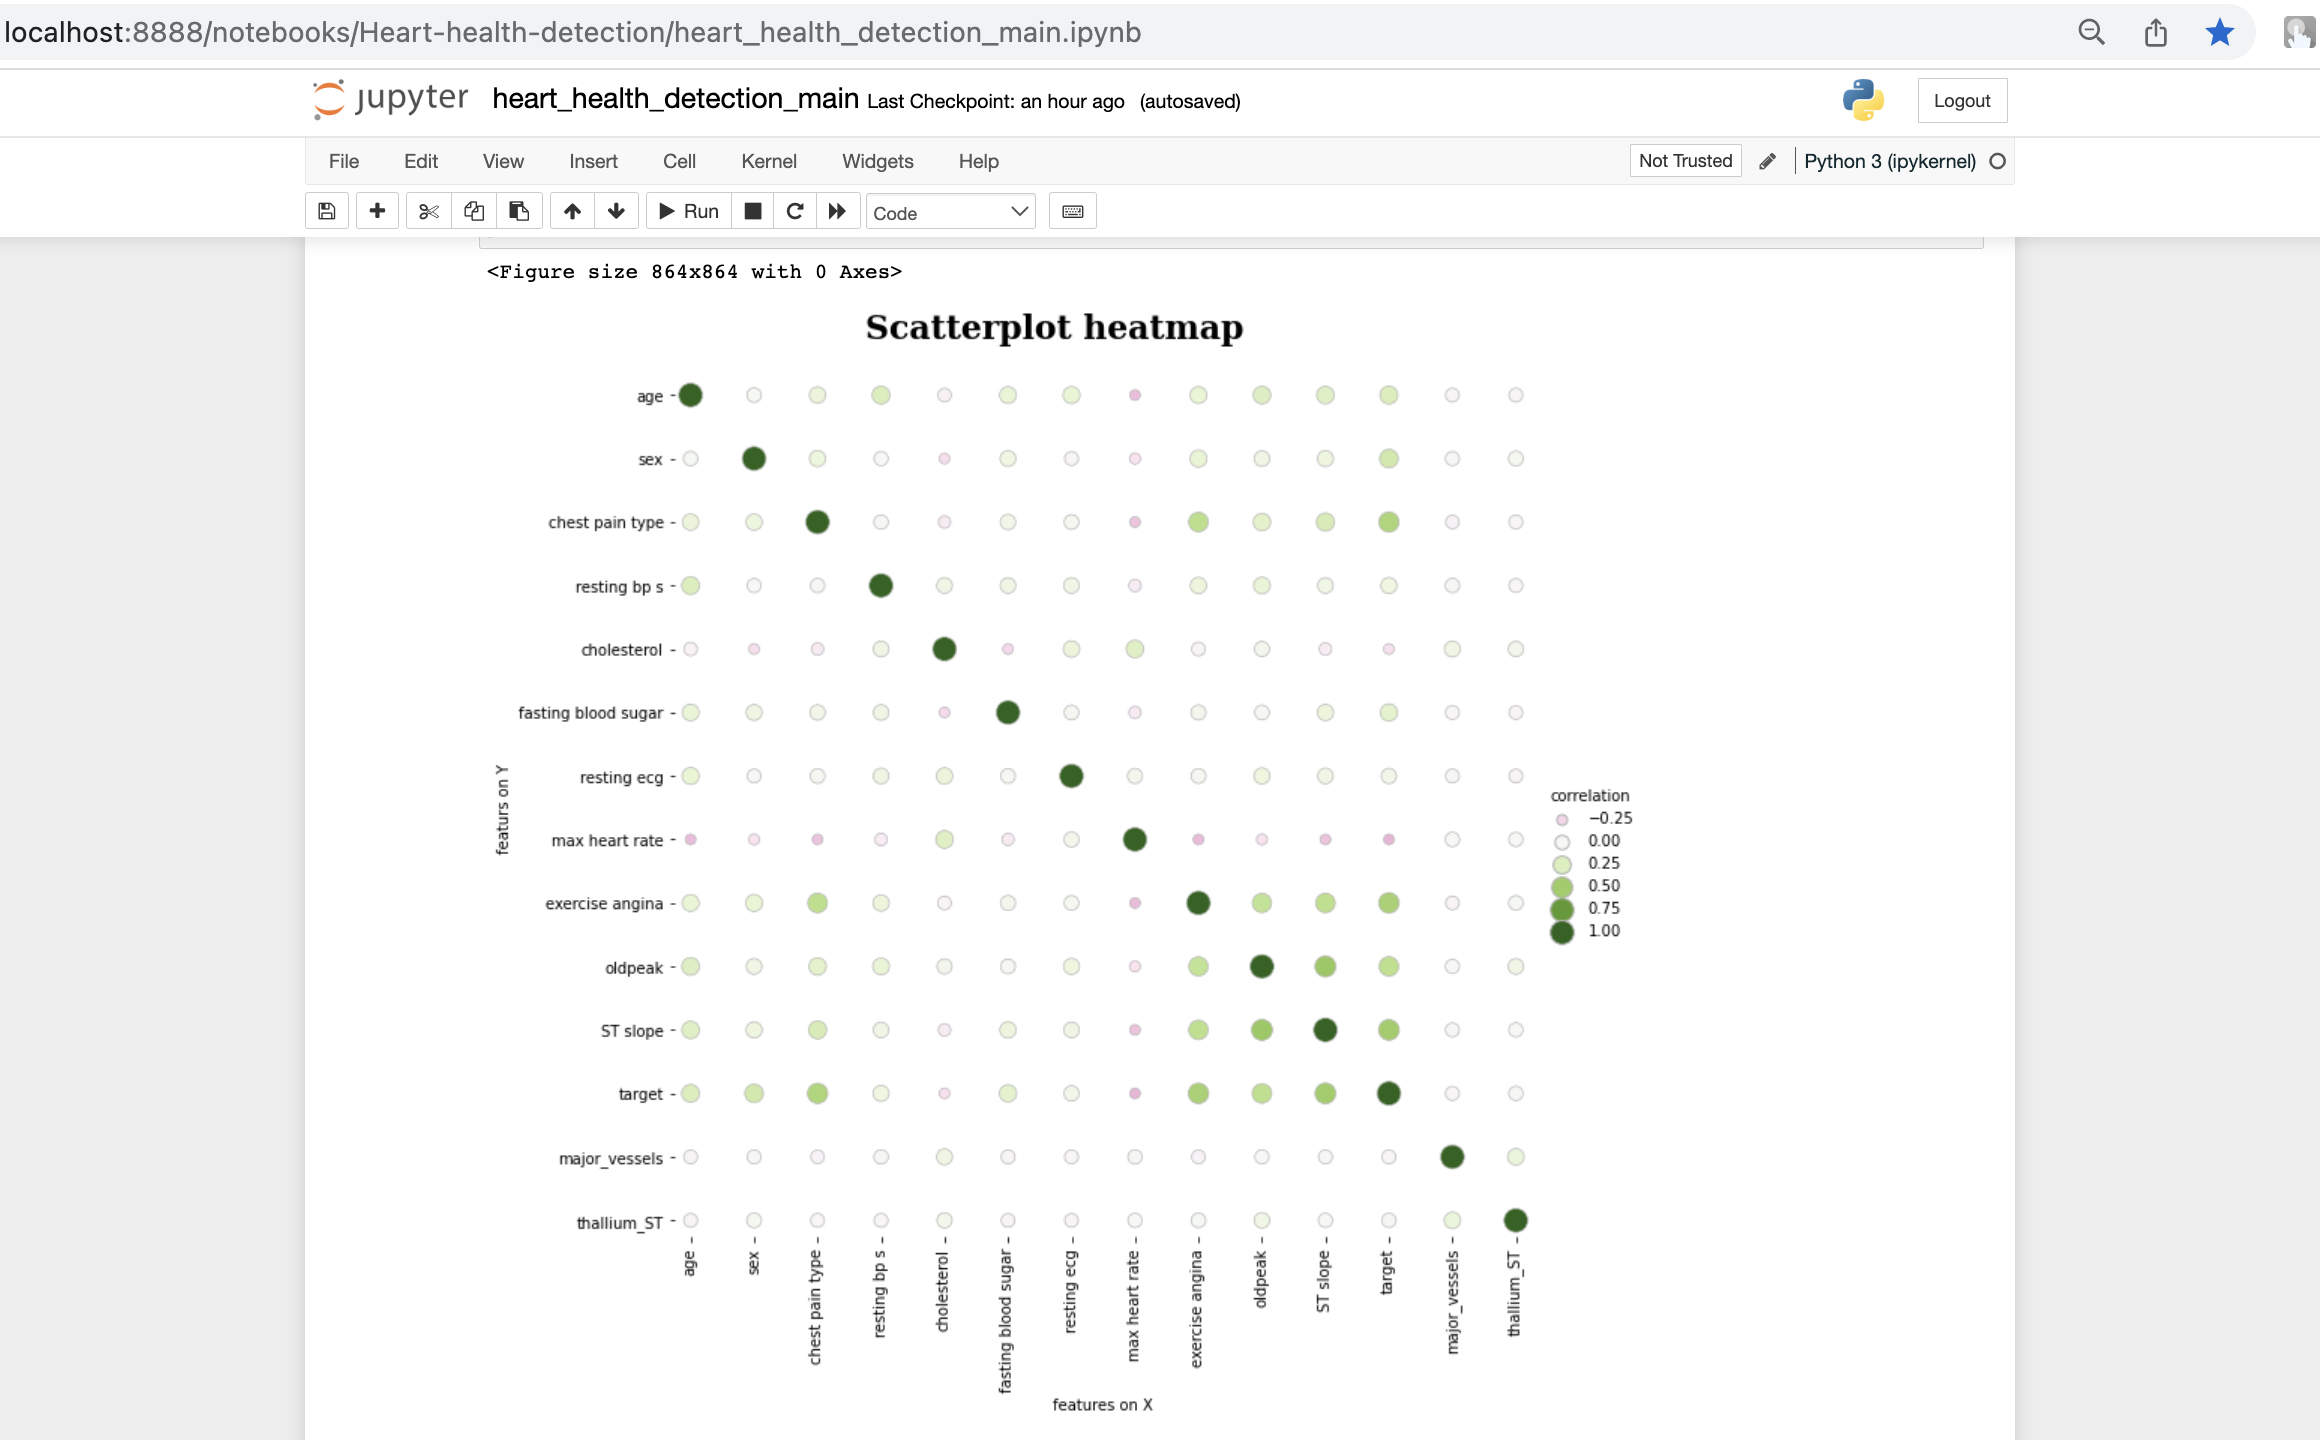 localhost:8888/notebooks/Heart-health-detection/heart_health_detection_main.ipynb
jupyter heart_health_detection_main Last Checkpoint: an hour ago (autosaved)
Logout
File Edit View Insert Cell Kernel Widgets Help
Not Trusted Python 3 (ipykernel)
Run Code
<Figure size 864x864 with 0 Axes>
Scatterplot heatmap
age
sex
chest pain type
resting bp s
cholesterol
fasting blood sugar
resting ecg
max heart rate
exercise angina
oldpeak
ST slope
target
major_vessels
thallium_ST
featurs on Y
correlation
−0.25
0.00
0.25
0.50
0.75
1.00
age
sex
chest pain type
resting bp s
cholesterol
fasting blood sugar
resting ecg
max heart rate
exercise angina
oldpeak
ST slope
target
major_vessels
thallium_ST
features on X